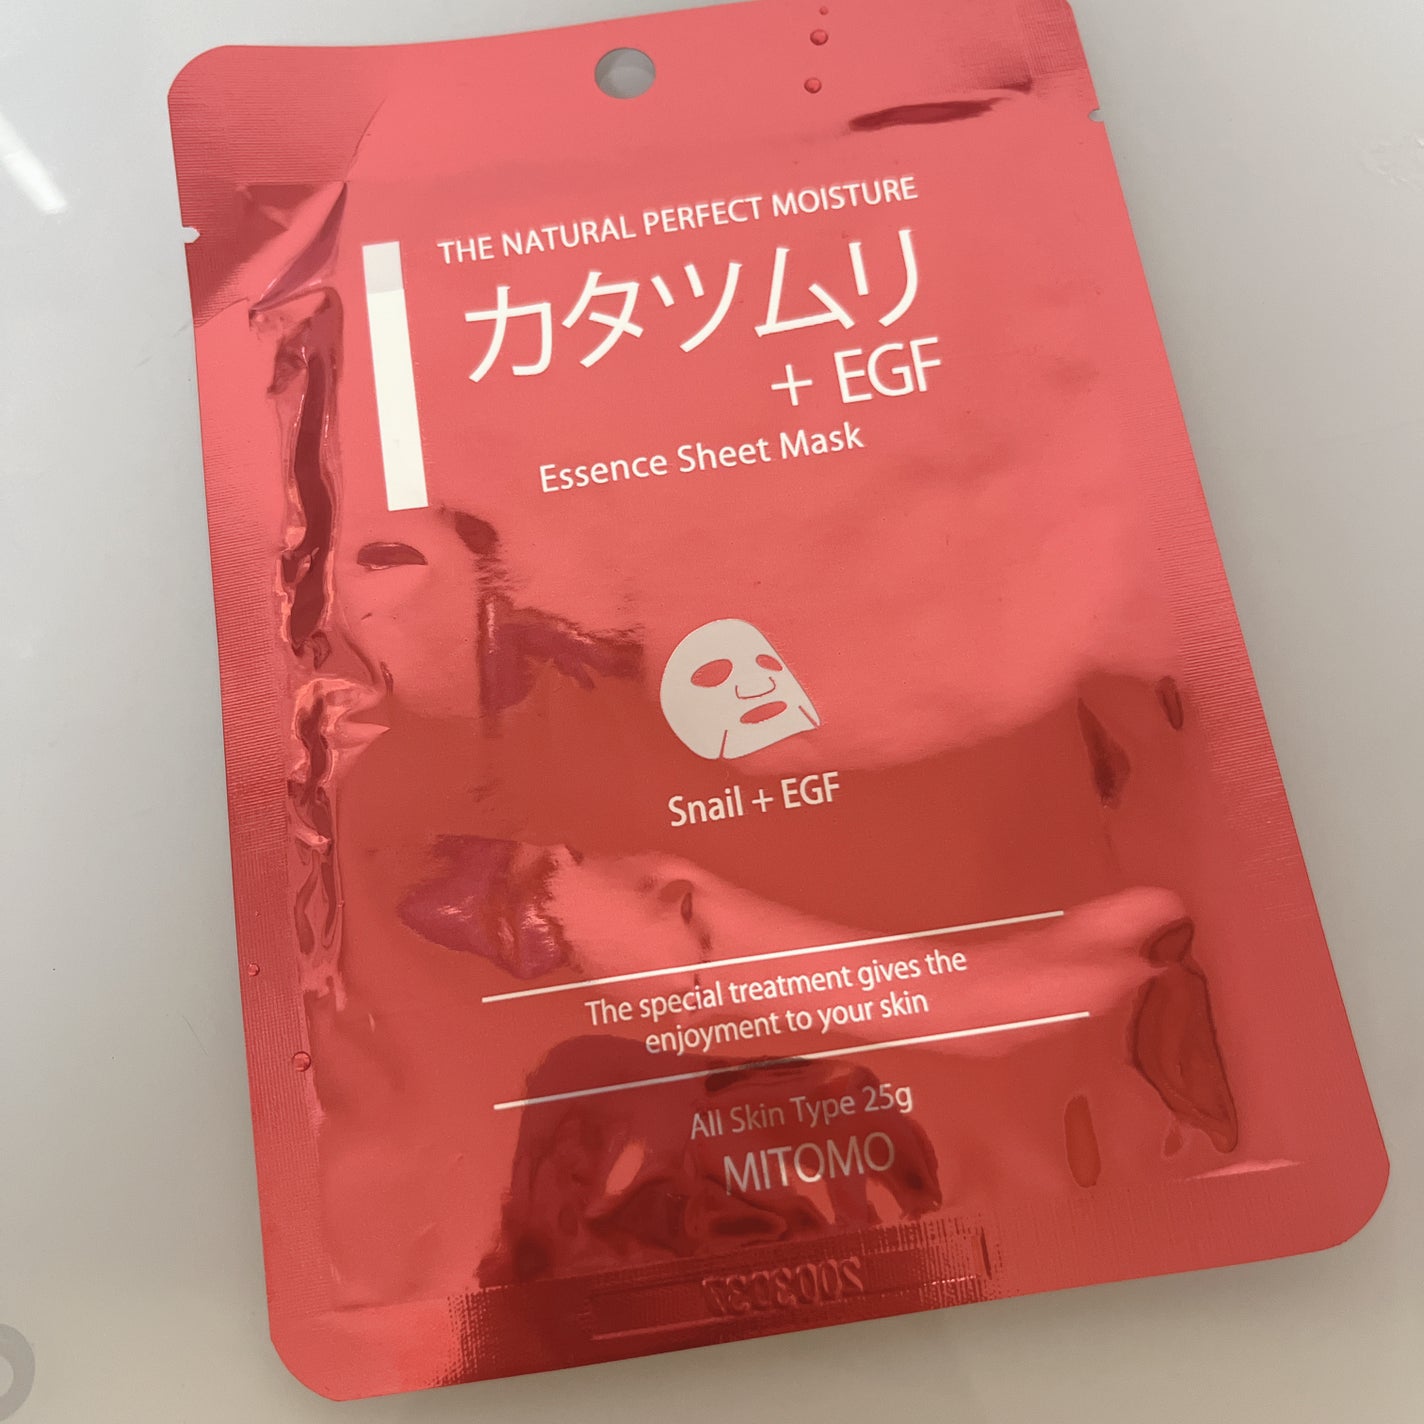 THE NATURAL PERFECT MOISTURE
カタツムリ
+ EGF
Essence Sheet Mask
Snail + EGF
The special treatment gives the
enjoyment to your skin
All Skin Type 25g
MITOMO